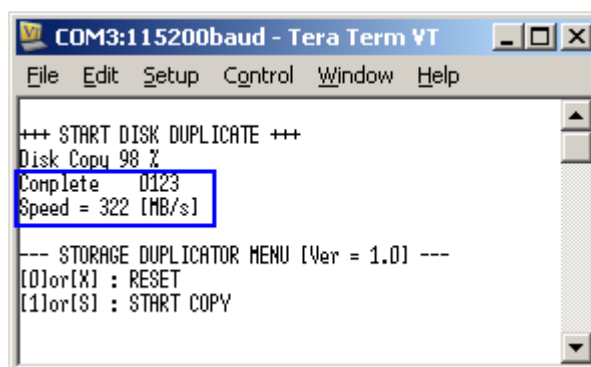 COM3:115200baud - Tera Term VT
File Edit Setup Control Window Help
+++ START DISK DUPLICATE +++
Disk Copy 98 %
Complete 0123
Speed = 322 [MB/s]
--- STORAGE DUPLICATOR MENU [Ver = 1.0] ---
[0]or[X] : RESET
[1]or[S] : START COPY